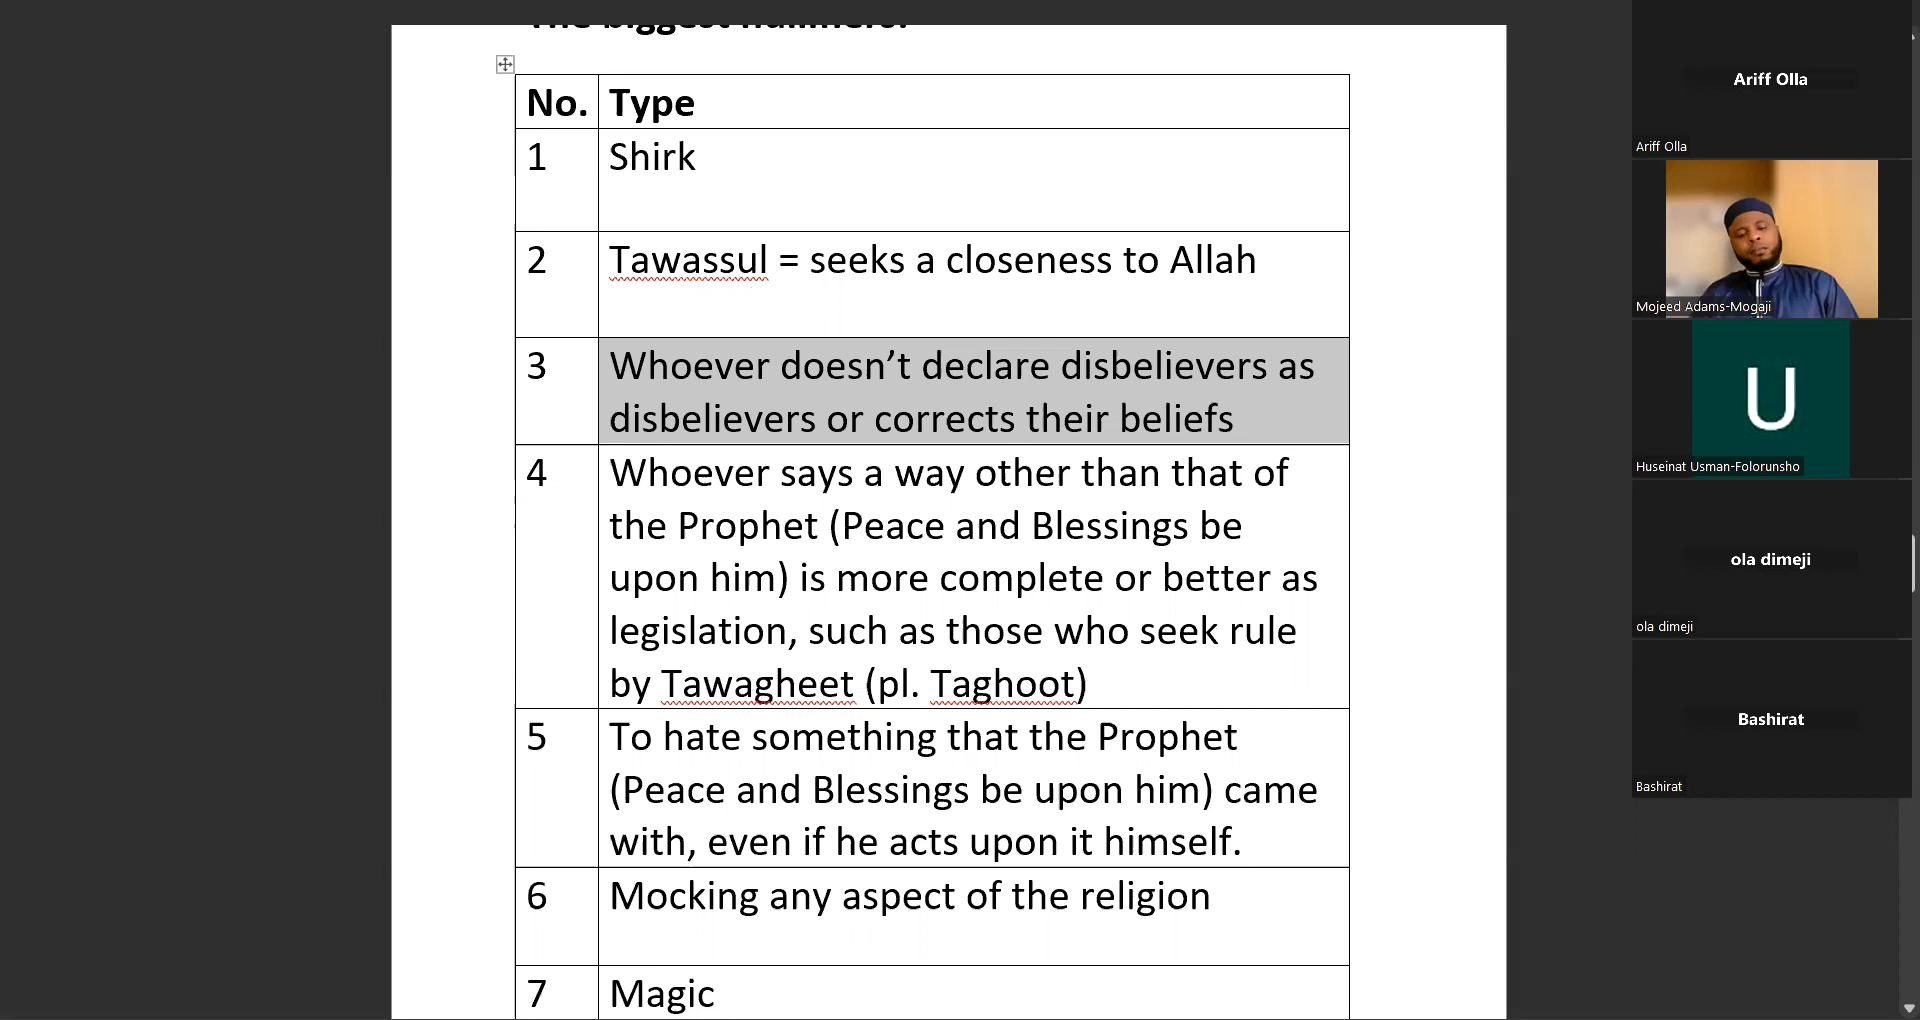 The biggest nullifiers:
No. Type
1 Shirk
2 Tawassul = seeks a closeness to Allah
3 Whoever doesn’t declare disbelievers as
disbelievers or corrects their beliefs
4 Whoever says a way other than that of
the Prophet (Peace and Blessings be
upon him) is more complete or better as
legislation, such as those who seek rule
by Tawagheet (pl. Taghoot)
5 To hate something that the Prophet
(Peace and Blessings be upon him) came
with, even if he acts upon it himself.
6 Mocking any aspect of the religion
7 Magic
Ariff Olla
Ariff Olla
Mojeed Adams-Mogaji
U
Huseinat Usman-Folorunsho
ola dimeji
ola dimeji
Bashirat
Bashirat